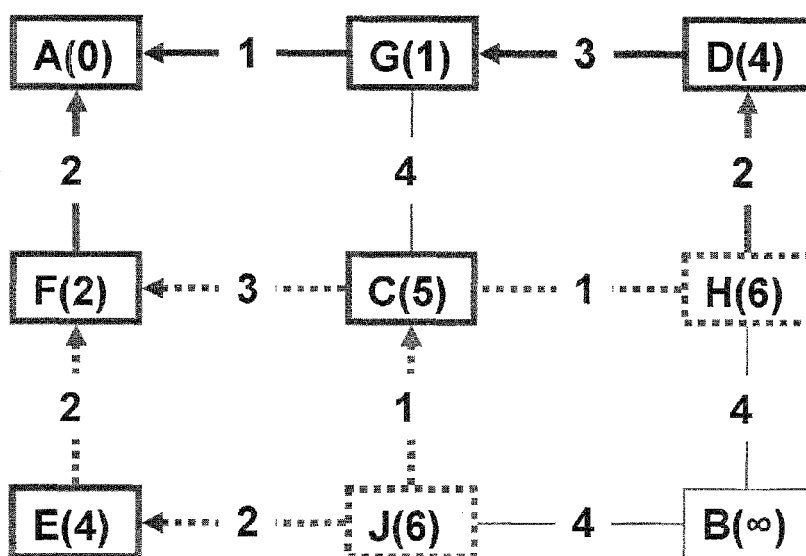 A(0) 1 G(1) 3 D(4)
2 4 2
F(2) 3 C(5) 1 H(6)
2 1 4
E(4) 2 J(6) 4 B(∞)